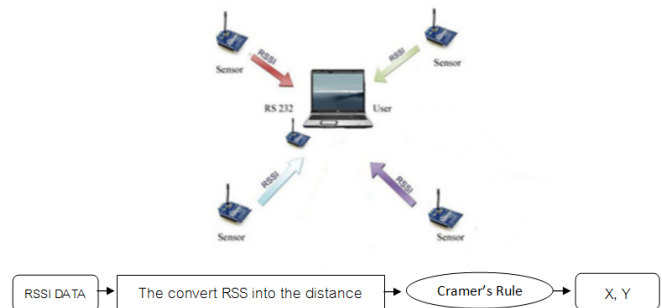 RSSI
RSSI
Sensor
Sensor
RS 232
User
RSSI
RSSI
Sensor
Sensor
RSSI DATA
The convert RSS into the distance
Cramer's Rule
X, Y